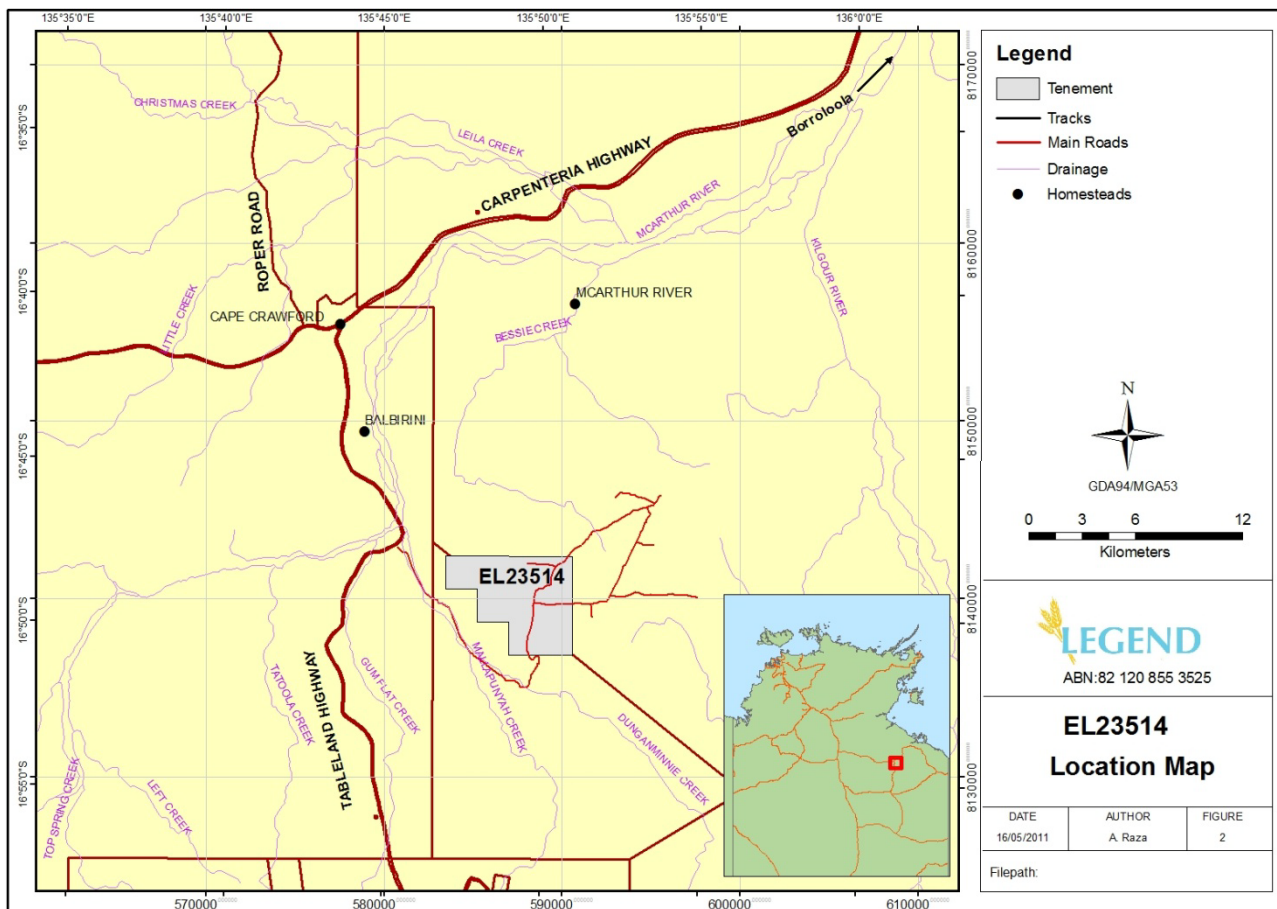 135°35'0"E 135°40'0"E 135°45'0"E 135°50'0"E 135°55'0"E 136°0'0"E
16°35'0"S
16°40'0"S
16°45'0"S
16°50'0"S
16°55'0"S
CHRISTMAS CREEK
LEILA CREEK
Borroloola
CARPENTERIA HIGHWAY
ROPER ROAD
MCARTHUR RIVER
KILGOUR RIVER
LITTLE CREEK
CAPE CRAWFORD
MCARTHUR RIVER
BESSIE CREEK
BALBIRINI
EL23514
TATOOLA CREEK
GUM FLAT CREEK
MALLAPUNYAH CREEK
DUNGANMINNIE CREEK
TABLELAND HIGHWAY
TOP SPRING CREEK
LEFT CREEK
570000 580000 590000 600000 610000
8170000
8160000
8150000
8140000
8130000
Legend
Tenement
Tracks
Main Roads
Drainage
Homesteads
N
GDA94/MGA53
0 3 6 12
Kilometers
LEGEND
ABN:82 120 855 3525
EL23514
Location Map
DATE AUTHOR FIGURE
16/05/2011 A. Raza 2
Filepath: